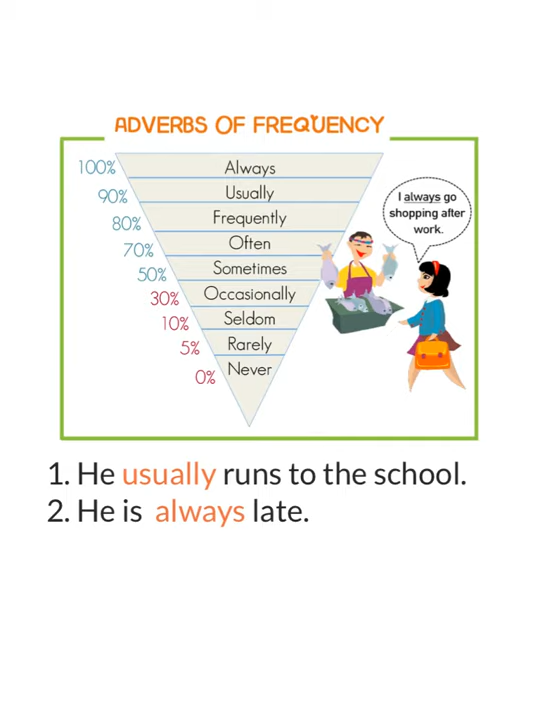 ADVERBS OF FREQUENCY
100% Always
90% Usually
80% Frequently
70% Often
50% Sometimes
30% Occasionally
10% Seldom
5% Rarely
0% Never
I always go
shopping after
work.
1. He usually runs to the school.
2. He is always late.